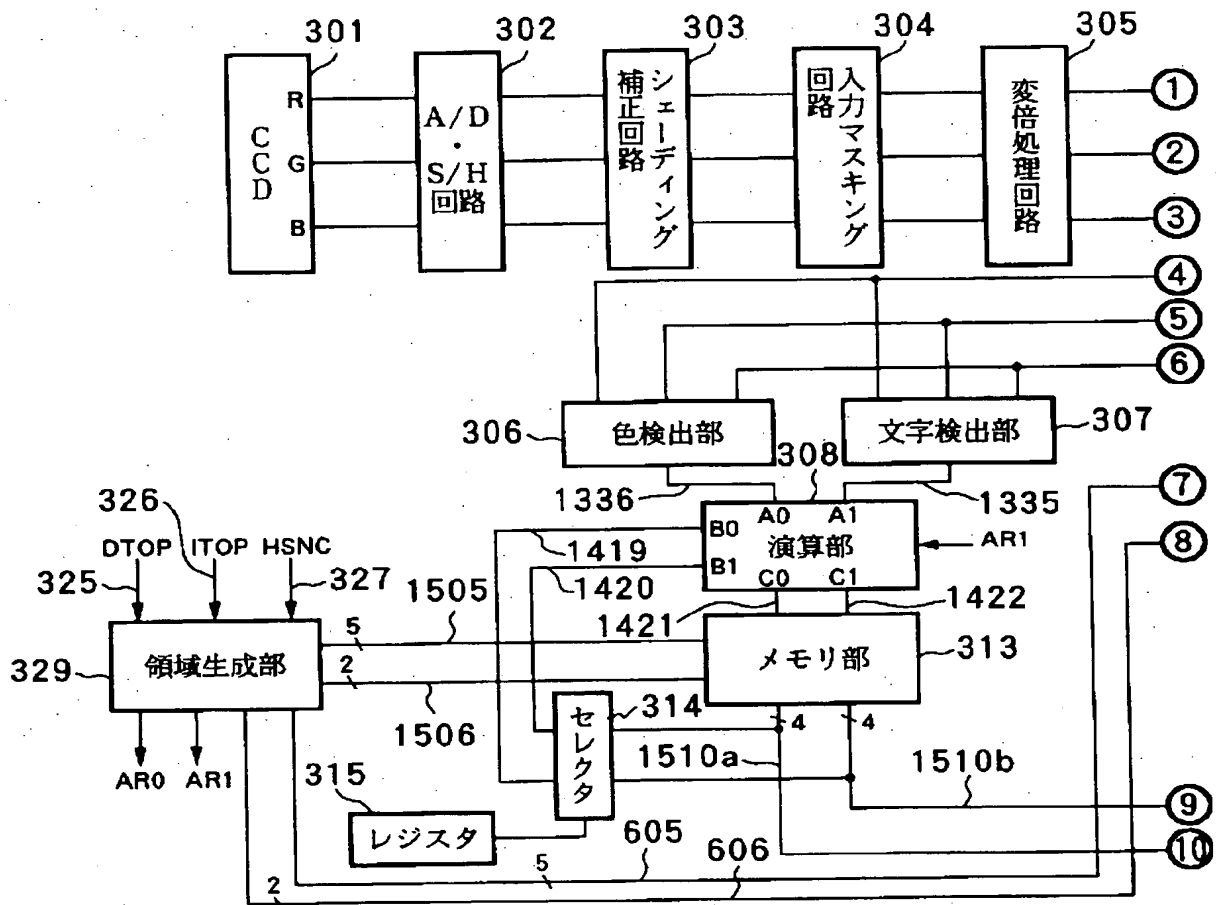 301
302
303
304
305
CCD
R
G
B
A/D
・
S/H
回路
シェーディング
補正回路
入力マスキング
回路
変倍処理回路
①
②
③
④
⑤
⑥
306
色検出部
文字検出部
307
308
1336
1335
⑦
326
A0 A1
⑧
DTOP ITOP HSNC
B0
1419
演算部
AR1
325
327
B1
1420
C0 C1
1505
1421
1422
5
329
領域生成部
メモリ部
313
2
1506
セレクタ
314
4
4
1510a
1510b
AR0
AR1
315
レジスタ
⑨
605
606
⑩
5
2